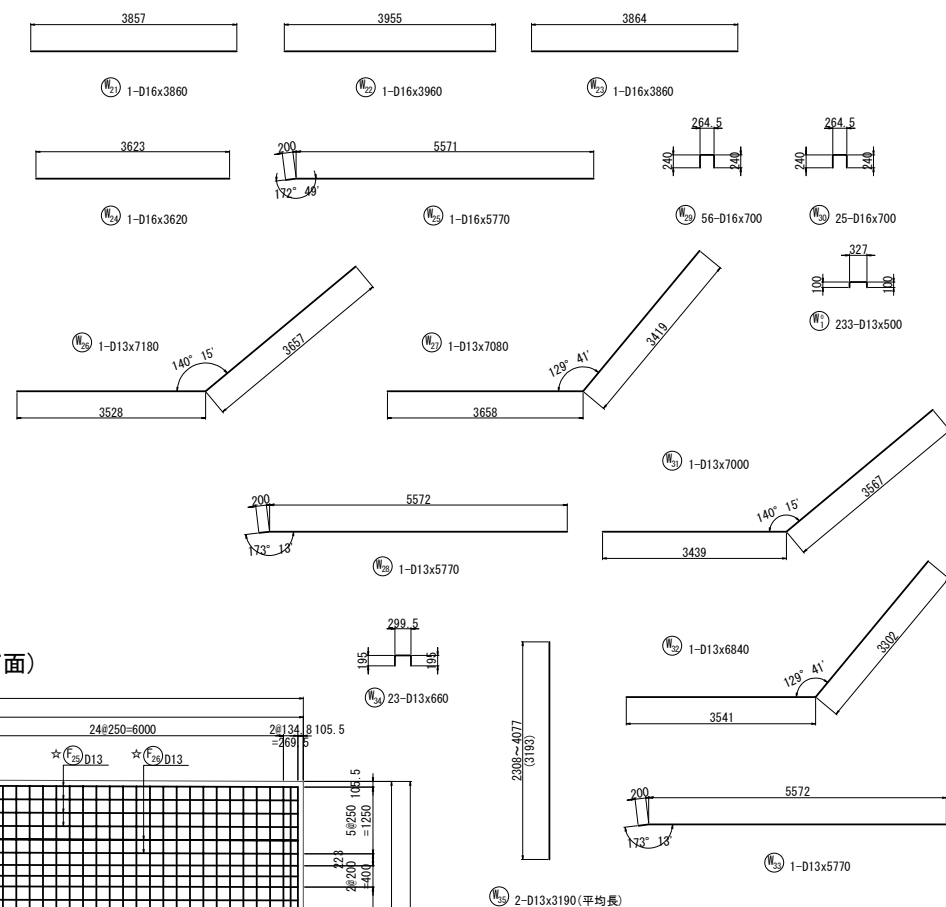 3857
3955
3864
W21 1-D16x3860
W22 1-D16x3960
W23 1-D16x3860
3623
200
5571
172° 49'
264.5
240
240
264.5
240
240
W24 1-D16x3620
W25 1-D16x5770
W29 56-D16x700
W30 25-D16x700
327
100
100
W1 233-D13x500
W26 1-D13x7180
140° 15'
3657
3528
W27 1-D13x7080
129° 41'
3419
3658
W31 1-D13x7000
140° 15'
3567
3439
200
5572
173° 13'
W28 1-D13x5770
299.5
195
195
W34 23-D13x660
W32 1-D13x6840
129° 41'
3302
3541
面)
24@250=6000
2@134.8
=269.5
105.5
☆F25 D13
☆F26 D13
105.5
5@250
=1250
223
2@200
=400
2308~4077
(3193)
W35 2-D13x3190(平均長)
200
5572
173° 13'
W33 1-D13x5770